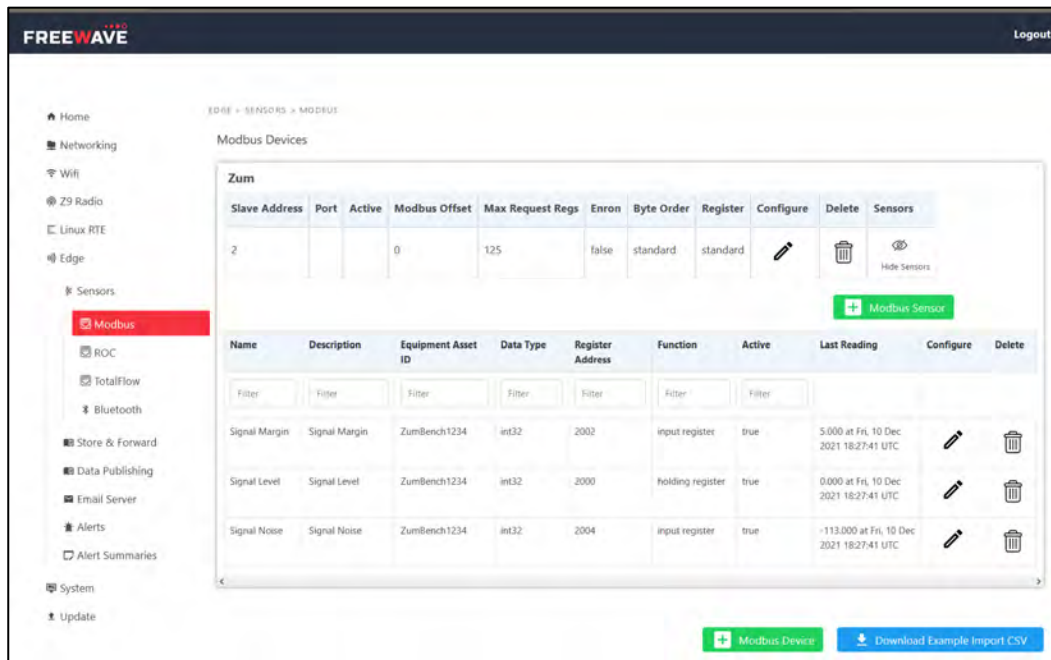 FREEWAVE
Logout
Home
Networking
Wifi
Z9 Radio
Linux RTE
Edge
Sensors
Modbus
ROC
TotalFlow
Bluetooth
Store & Forward
Data Publishing
Email Server
Alerts
Alert Summaries
System
Update
EDGE > SENSORS > MODBUS
Modbus Devices
Zum
Slave Address Port Active Modbus Offset Max Request Regs Enron Byte Order Register Configure Delete Sensors
2 0 125 false standard standard
Hide Sensors
Modbus Sensor
Name Description Equipment Asset Data Type Register Function Active Last Reading Configure Delete
ID Address
Filter Filter Filter Filter Filter Filter Filter
Signal Margin Signal Margin ZumBench1234 int32 2002 input register true 5.000 at Fri, 10 Dec
2021 18:27:41 UTC
Signal Level Signal Level ZumBench1234 int32 2000 holding register true 0.000 at Fri, 10 Dec
2021 18:27:41 UTC
Signal Noise Signal Noise ZumBench1234 int32 2004 input register true -113.000 at Fri, 10 Dec
2021 18:27:41 UTC
Modbus Device
Download Example Import CSV